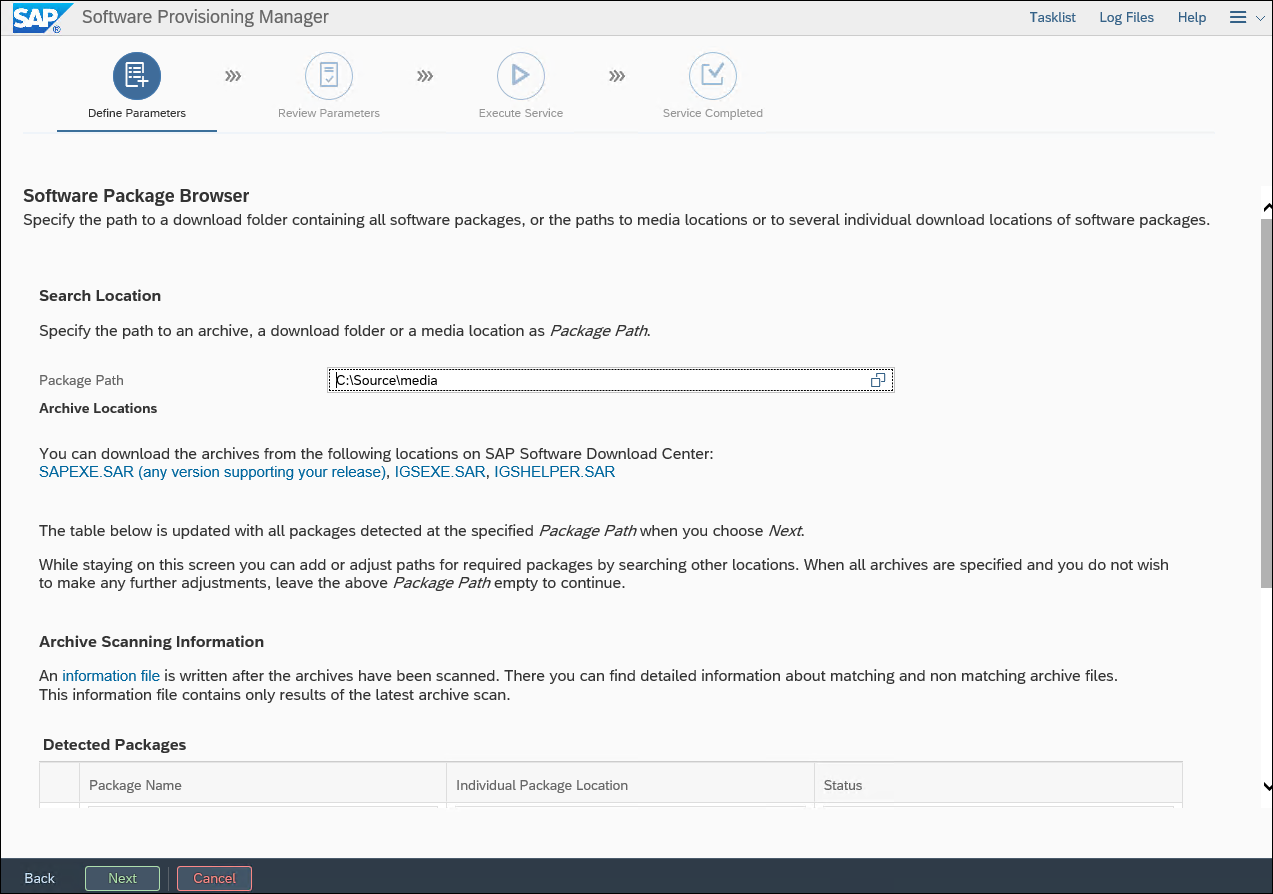 SAP ® Software Provisioning Manager Tasklist Log Files Help
Define Parameters Review Parameters Execute Service Service Completed
Software Package Browser
Specify the path to a download folder containing all software packages, or the paths to media locations or to several individual download locations of software packages.
Search Location
Specify the path to an archive, a download folder or a media location as Package Path.
Package Path C:\Source\media
Archive Locations
You can download the archives from the following locations on SAP Software Download Center:
SAPEXE.SAR (any version supporting your release), IGSEXE.SAR, IGSHELPER.SAR
The table below is updated with all packages detected at the specified Package Path when you choose Next.
While staying on this screen you can add or adjust paths for required packages by searching other locations. When all archives are specified and you do not wish
to make any further adjustments, leave the above Package Path empty to continue.
Archive Scanning Information
An information file is written after the archives have been scanned. There you can find detailed information about matching and non matching archive files.
This information file contains only results of the latest archive scan.
Detected Packages
Package Name Individual Package Location Status
Back Next Cancel